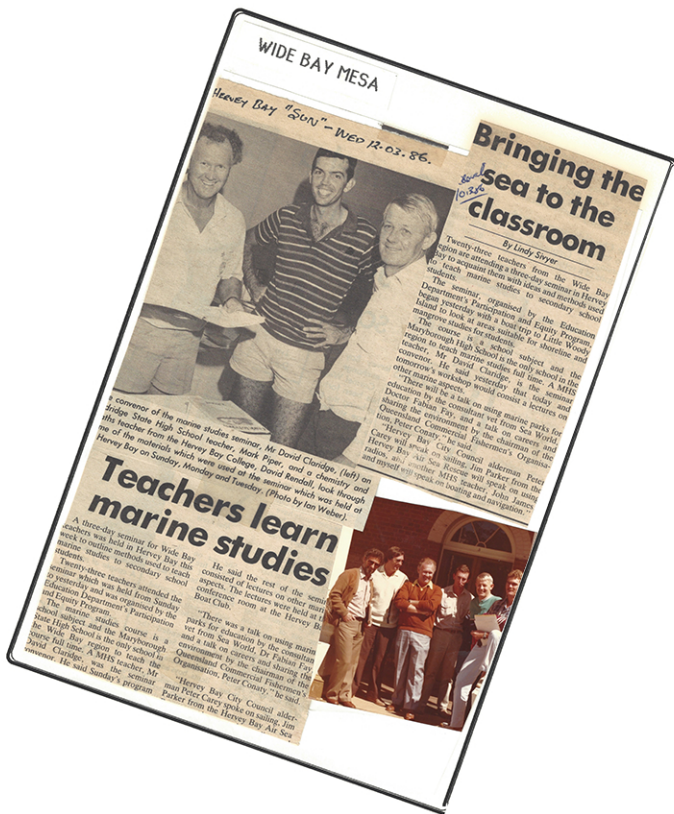 WIDE BAY MESA
HERVEY BAY "SUN" - WED 12.03.86.
Bringing the
sea to the
classroom
10.3.86
By Lindy Sivyer
Twenty-three teachers from the Wide Bay
region are attending a three-day seminar in Hervey
Bay to acquaint them with ideas and methods used
to teach marine studies to secondary school
students.
The seminar, organised by the Education
Department's Participation and Equity Program,
began yesterday with a boat trip to Little Woody
Island to look at areas suitable for shoreline and
mangrove studies for students.
The course is a school subject and the
Maryborough High School is the only school in the
region to teach marine studies full time. A MHS
teacher, Mr David Claridge, is the seminar
convenor. He said yesterday that today and
tomorrow's workshop would consist a lectures on
other marine aspects.
There will be a talk on using marine parks for
education by the consultant vet from Sea World,
Doctor Fabian Fay, and a talk on careers and
sharing the environment by the chairman of the
Queensland Commercial Fishermen's Organisa-
tion, Peter Conaty," he said.
"Hervey Bay City Council alderman Peter
Carey will speak on sailing, Jim Parker from the
Hervey Bay Air Sea Rescue will speak on using
radios, and another MHS teacher, John James
and myself will speak on boating and navigation."
convenor of the marine studies seminar, Mr David Claridge, (left) an
ldridge State High School teacher, Mark Piper, and a chemistry and
ths teacher from the Hervey Bay College, David Rendall, look through
me of the materials which were used at the seminar which was held at
Hervey Bay on Sunday, Monday and Tuesday. (Photo by Ian Weber).
Teachers learn
marine studies
A three-day seminar for Wide Bay
teachers was held in Hervey Bay this
week to outline methods used to teach
marine studies to secondary school
students.
Twenty-three teachers attended the
seminar which was held from Sunday
to yesterday and was organised by the
Education Department's Participation
and Equity Program.
The marine studies course is a
school subject and the Maryborough
State High School is the only school to
the Wide Bay region to teach the
course full time. A MHS teacher, Mr
David Claridge, was the seminar
convenor. He said Sunday's program
He said the rest of the semin
consisted of lectures on other mari
aspects. The lectures were held at t
conference room at the Hervey Ba
Boat Club.
"There was a talk on using marin
parks for education by the consultan
vet from Sea World, Dr Fabian Fay
and a talk on careers and sharing the
environment by the chairman of the
Queensland Commercial Fishermen's
Organisation, Peter Conaty," he said.
"Hervey Bay City Council alder-
man Peter Carey spoke on sailing, Jim
Parker from the Hervey Bay Air Sea